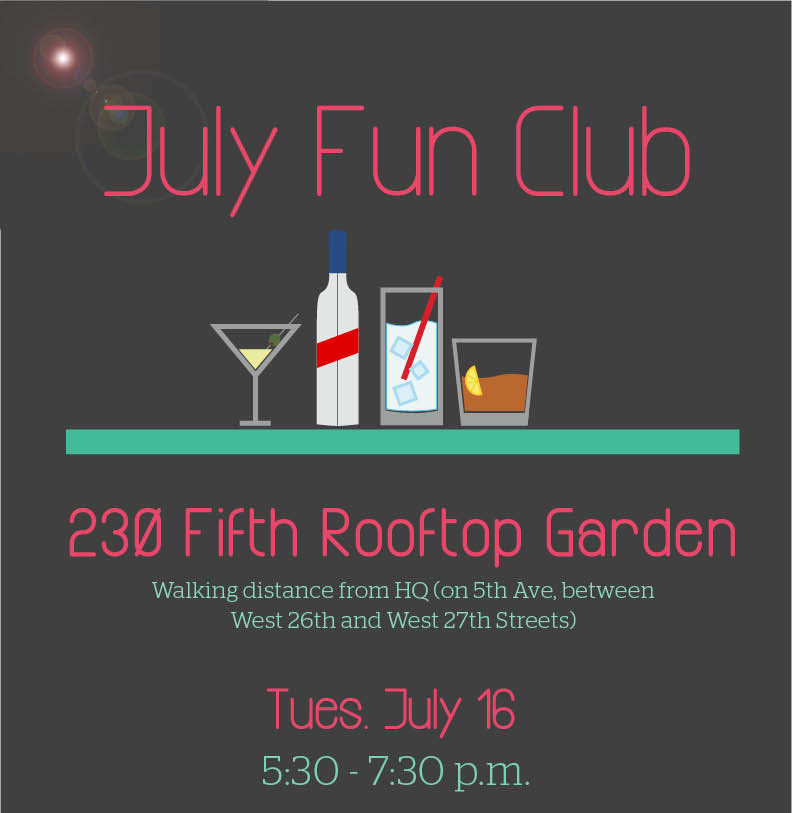 July Fun Club
230 Fifth Rooftop Garden
Walking distance from HQ (on 5th Ave, between
West 26th and West 27th Streets)
Tues. July 16
5:30 - 7:30 p.m.